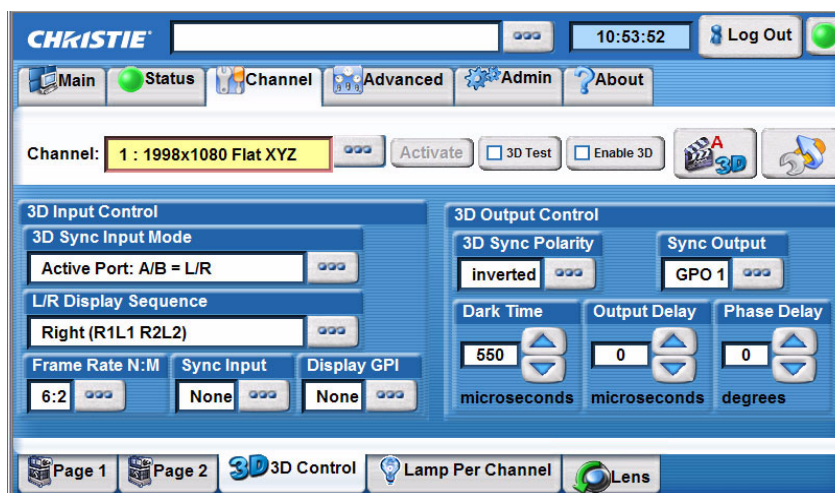 CHRISTIE 10:53:52 Log Out
Main Status Channel Advanced Admin About
Channel: 1 : 1998x1080 Flat XYZ Activate 3D Test Enable 3D A 3D
3D Input Control
3D Sync Input Mode
Active Port: A/B = L/R
L/R Display Sequence
Right (R1L1 R2L2)
Frame Rate N:M Sync Input Display GPI
6:2 None None
3D Output Control
3D Sync Polarity Sync Output
inverted GPO 1
Dark Time Output Delay Phase Delay
550 0 0
microseconds microseconds degrees
Page 1 Page 2 3D 3D Control Lamp Per Channel Lens